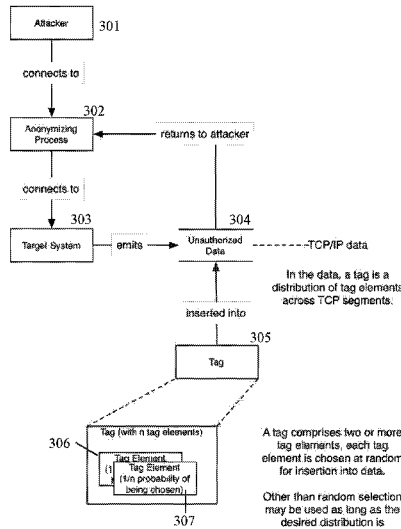 Attacker
301
connects to
302
Anonymizing
Process
returns to attacker
connects to
303
304
Target System
emits
Unauthorized
Data
TCP/IP data
In the data, a tag is a
distribution of tag elements
across TCP segments.
inserted into
305
Tag
Tag (with n tag elements)
306
Tag Element
(1
Tag Element
(1/n probability of
being chosen)
307
A tag comprises two or more
tag elements, each tag
element is chosen at random
for insertion into data.
Other than random selection
may be used as long as the
desired distribution is